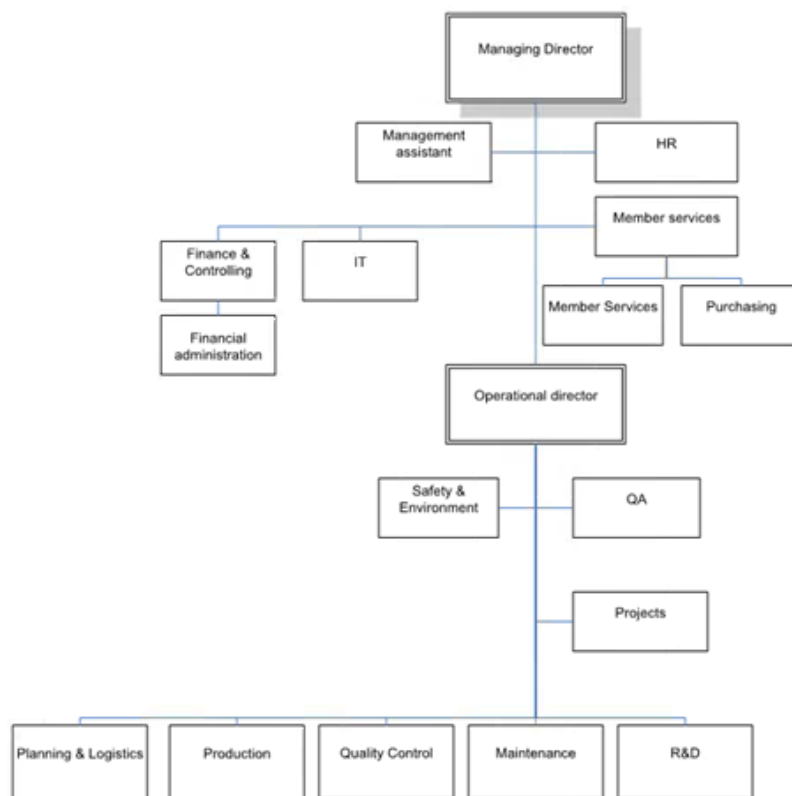 Managing Director
Management
assistant
HR
Member services
Finance &
Controlling
IT
Member Services
Purchasing
Financial
administration
Operational director
Safety &
Environment
QA
Projects
Planning & Logistics
Production
Quality Control
Maintenance
R&D